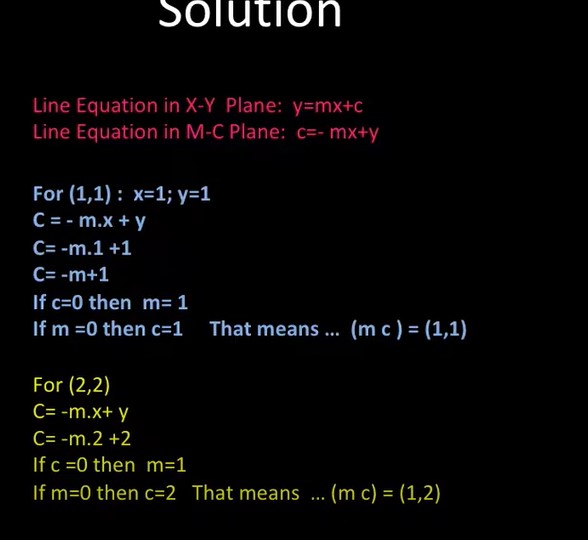 Solution
Line Equation in X-Y Plane: y=mx+c
Line Equation in M-C Plane: c=- mx+y
For (1,1) : x=1; y=1
C = - m.x + y
C= -m.1 +1
C= -m+1
If c=0 then m= 1
If m =0 then c=1 That means ... (m c ) = (1,1)
For (2,2)
C= -m.x+ y
C= -m.2 +2
If c =0 then m=1
If m=0 then c=2 That means ... (m c) = (1,2)